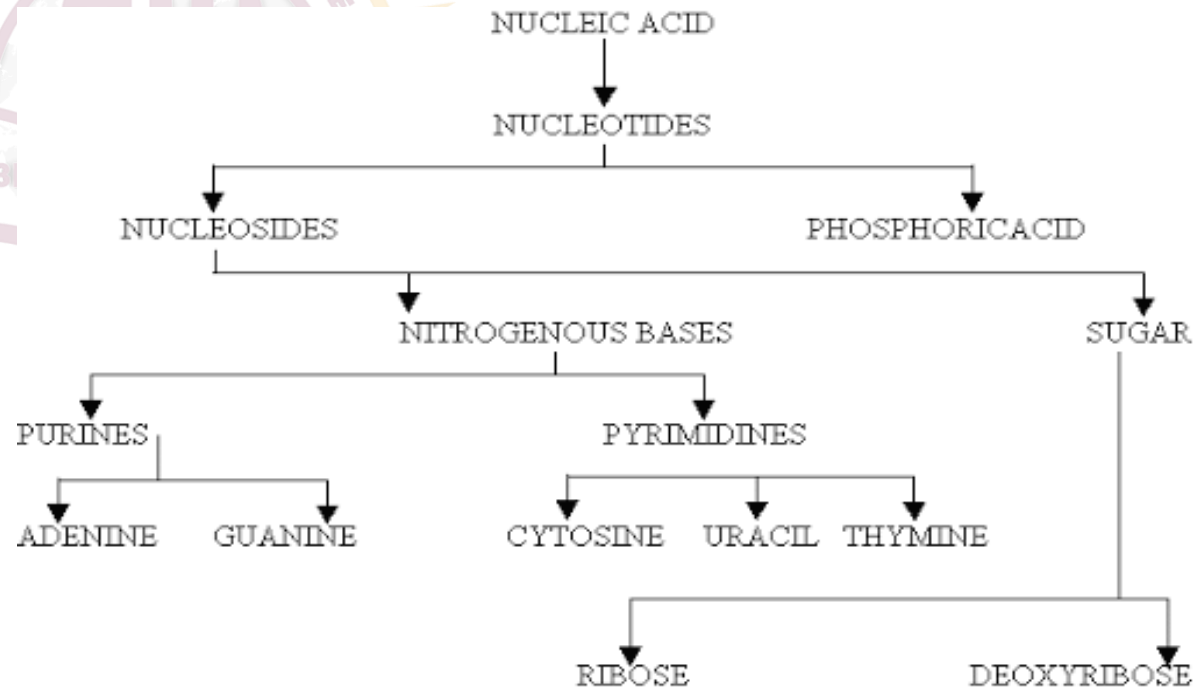 NUCLEIC ACID
NUCLEOTIDES
NUCLEOSIDES PHOSPHORICACID
NITROGENOUS BASES SUGAR
PURINES PYRIMIDINES
ADENINE GUANINE CYTOSINE URACIL THYMINE
RIBOSE DEOXYRIBOSE